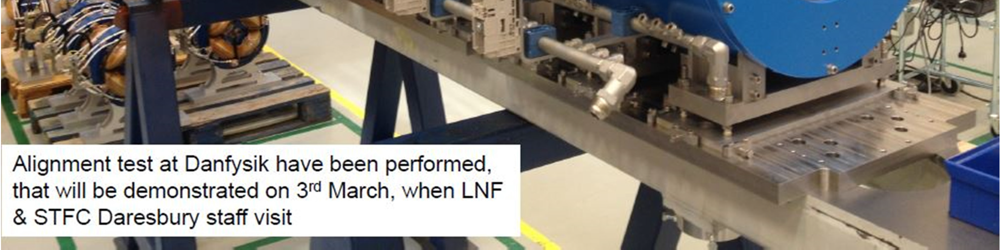 Alignment test at Danfysik have been performed,
that will be demonstrated on 3rd March, when LNF
& STFC Daresbury staff visit